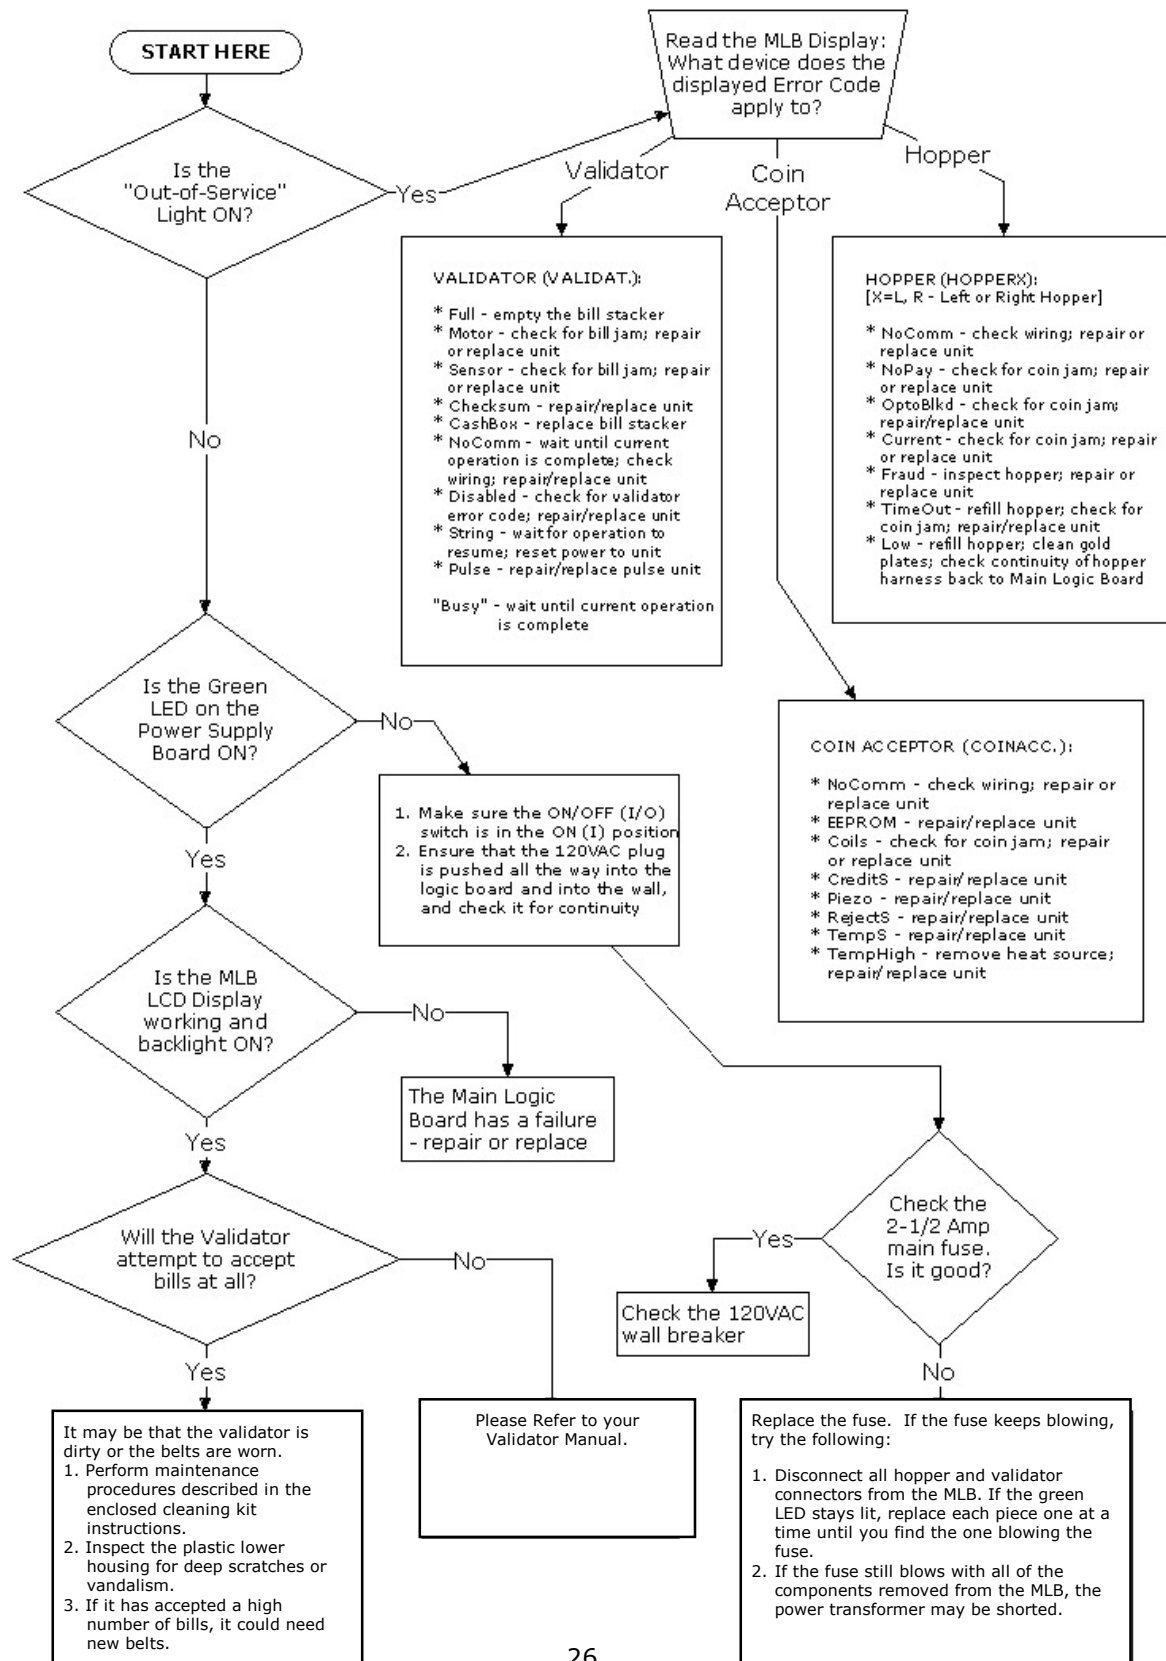 START HERE
Read the MLB Display:
What device does the
displayed Error Code
apply to?
Is the
"Out-of-Service"
Light ON?
Yes
Validator
Coin
Acceptor
Hopper
VALIDATOR (VALIDAT.):
* Full - empty the bill stacker
* Motor - check for bill jam; repair
or replace unit
* Sensor - check for bill jam; repair
or replace unit
* Checksum - repair/replace unit
* CashBox - replace bill stacker
* NoComm - wait until current
operation is complete; check
wiring; repair/replace unit
* Disabled - check for validator
error code; repair/replace unit
* String - wait for operation to
resume; reset power to unit
* Pulse - repair/replace pulse unit
"Busy" - wait until current operation
is complete
HOPPER (HOPPERX):
[X=L, R - Left or Right Hopper]
* NoComm - check wiring; repair or
replace unit
* NoPay - check for coin jam; repair
or replace unit
* OptoBlkd - check for coin jam;
repair/replace unit
* Current - check for coin jam; repair
or replace unit
* Fraud - inspect hopper; repair or
replace unit
* TimeOut - refill hopper; check for
coin jam; repair/replace unit
* Low - refill hopper; clean gold
plates; check continuity of hopper
harness back to Main Logic Board
No
Is the Green
LED on the
Power Supply
Board ON?
No
1. Make sure the ON/OFF (I/O)
switch is in the ON (I) position
2. Ensure that the 120VAC plug
is pushed all the way into the
logic board and into the wall,
and check it for continuity
COIN ACCEPTOR (COINACC.):
* NoComm - check wiring; repair or
replace unit
* EEPROM - repair/replace unit
* Coils - check for coin jam; repair
or replace unit
* CreditS - repair/replace unit
* Piezo - repair/replace unit
* RejectS - repair/replace unit
* TempS - repair/replace unit
* TempHigh - remove heat source;
repair/replace unit
Yes
Is the MLB
LCD Display
working and
backlight ON?
No
The Main Logic
Board has a failure
- repair or replace
Yes
Will the Validator
attempt to accept
bills at all?
No
Check the
2-1/2 Amp
main fuse.
Is it good?
Yes
Check the 120VAC
wall breaker
No
Yes
It may be that the validator is
dirty or the belts are worn.
1. Perform maintenance
procedures described in the
enclosed cleaning kit
instructions.
2. Inspect the plastic lower
housing for deep scratches or
vandalism.
3. If it has accepted a high
number of bills, it could need
new belts.
Please Refer to your
Validator Manual.
Replace the fuse.  If the fuse keeps blowing,
try the following:
1. Disconnect all hopper and validator
connectors from the MLB. If the green
LED stays lit, replace each piece one at a
time until you find the one blowing the
fuse.
2. If the fuse still blows with all of the
components removed from the MLB, the
power transformer may be shorted.
26